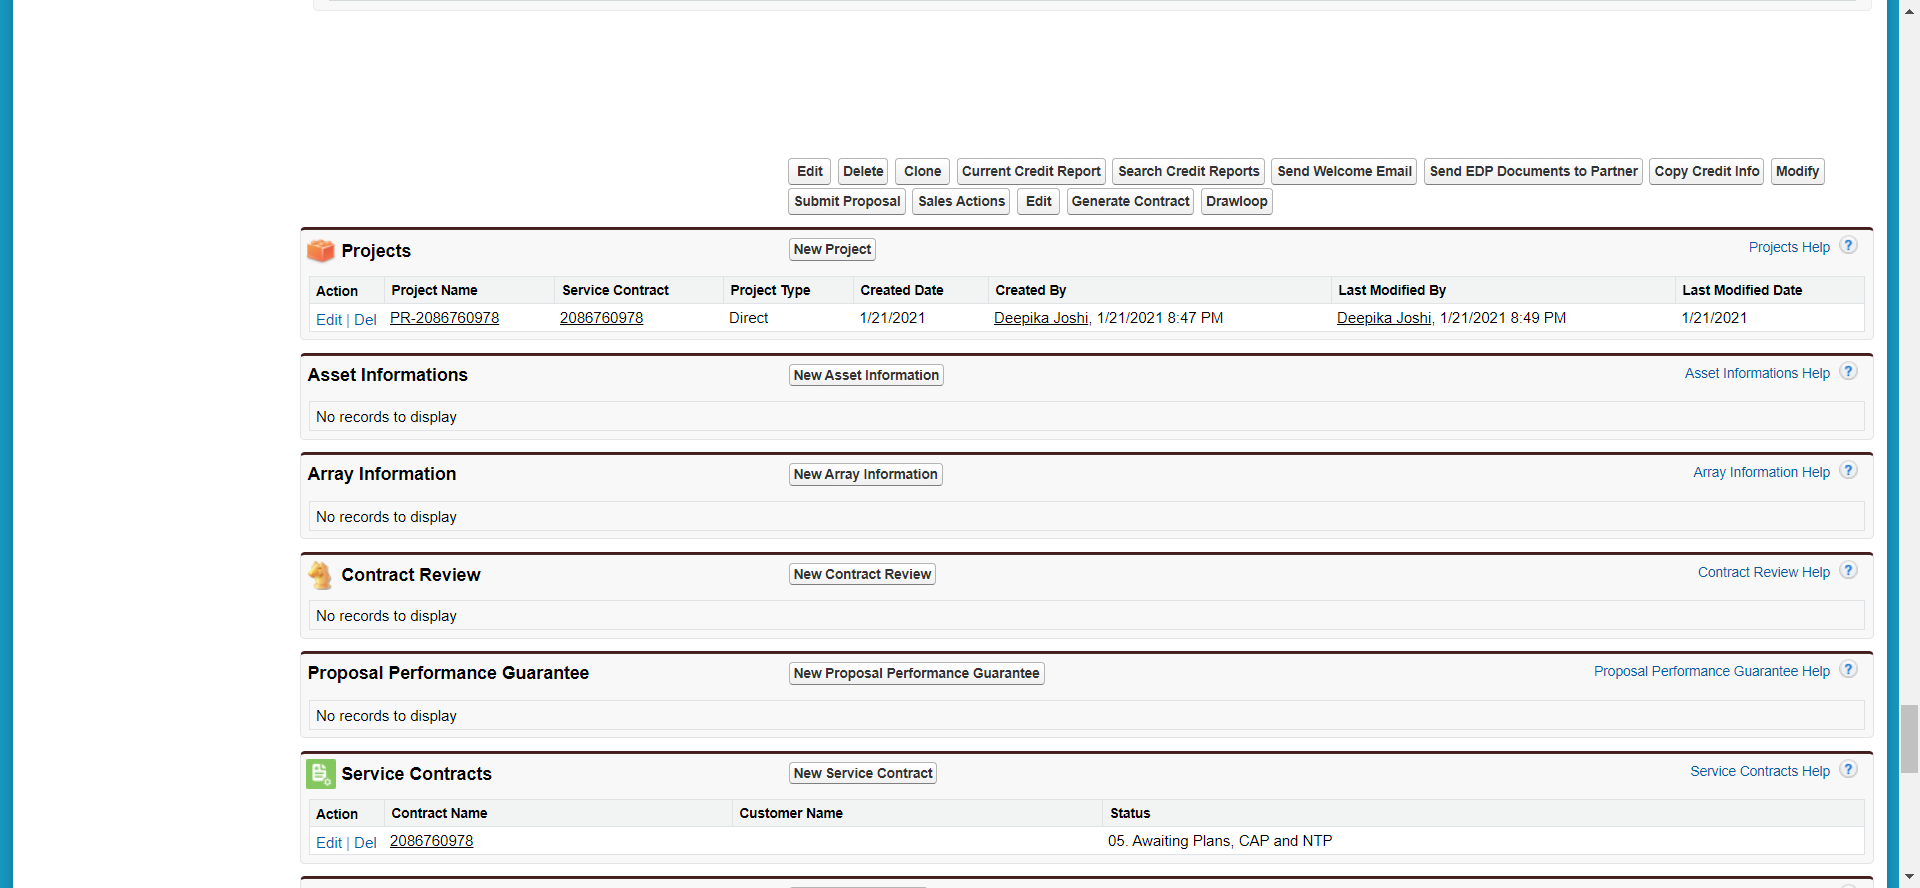 Edit Delete Clone Current Credit Report Search Credit Reports Send Welcome Email Send EDP Documents to Partner Copy Credit Info Modify
Submit Proposal Sales Actions Edit Generate Contract Drawloop
Projects New Project Projects Help ?
Action Project Name Service Contract Project Type Created Date Created By Last Modified By Last Modified Date
Edit | Del PR-2086760978 2086760978 Direct 1/21/2021 Deepika Joshi, 1/21/2021 8:47 PM Deepika Joshi, 1/21/2021 8:49 PM 1/21/2021
Asset Informations New Asset Information Asset Informations Help ?
No records to display
Array Information New Array Information Array Information Help ?
No records to display
Contract Review New Contract Review Contract Review Help ?
No records to display
Proposal Performance Guarantee New Proposal Performance Guarantee Proposal Performance Guarantee Help ?
No records to display
Service Contracts New Service Contract Service Contracts Help ?
Action Contract Name Customer Name Status
Edit | Del 2086760978 05. Awaiting Plans, CAP and NTP